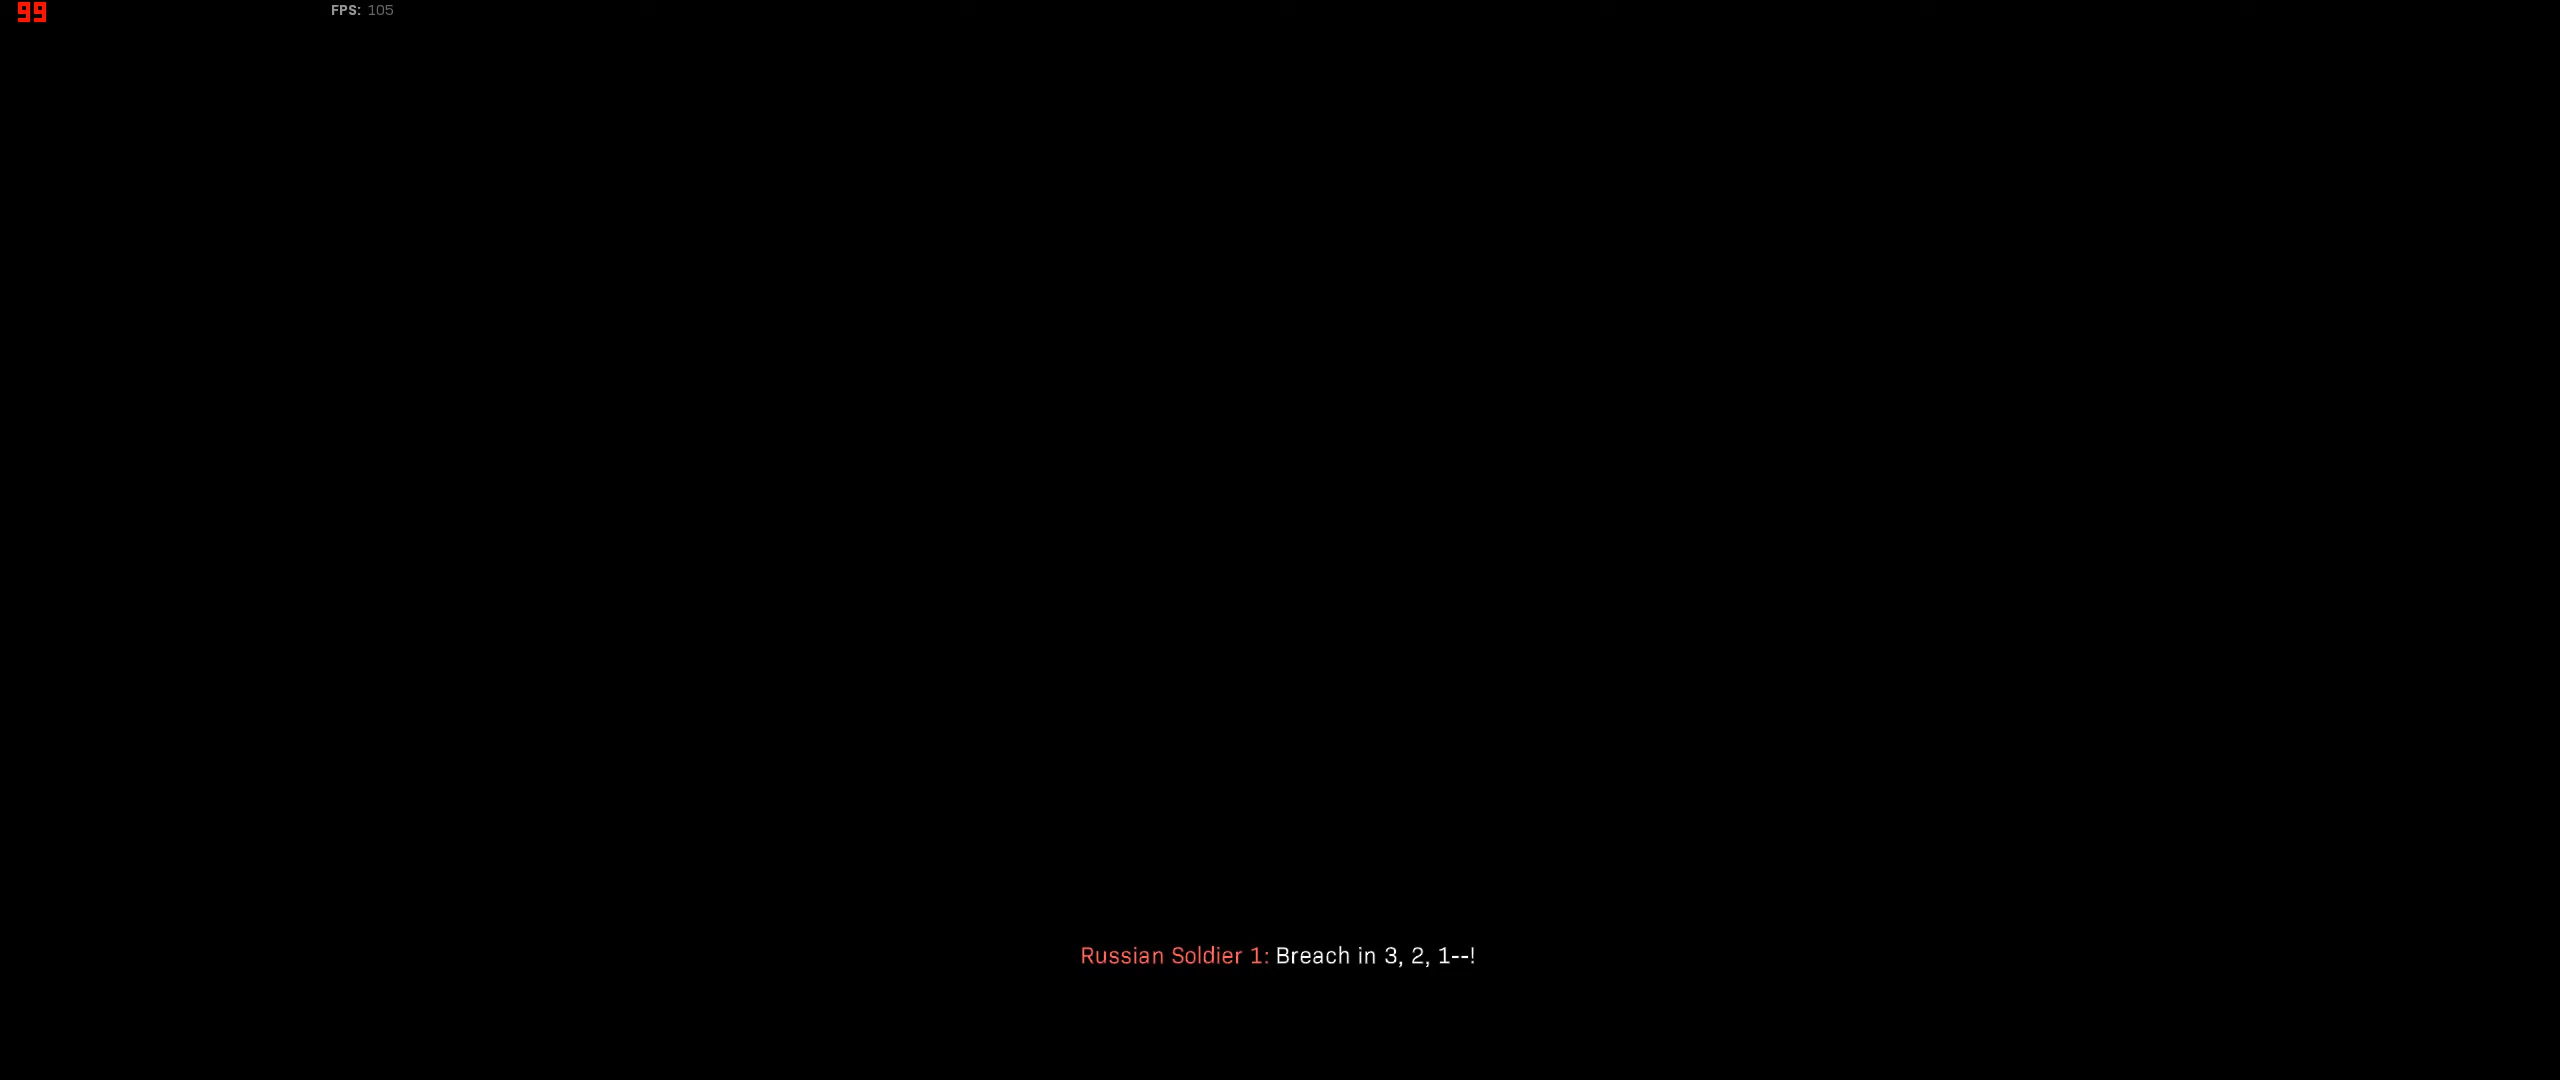 99
FPS: 105
Russian Soldier 1: Breach in 3, 2, 1--!